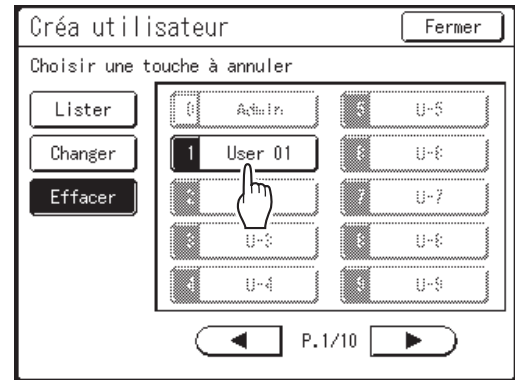 Créa utilisateur Fermer
Choisir une touche à annuler
Lister 0 Admin 5 U-5
Changer 1 User 01 6 U-6
Effacer 2 7 U-7
3 U-3 8 U-8
4 U-4 9 U-9
P.1/10